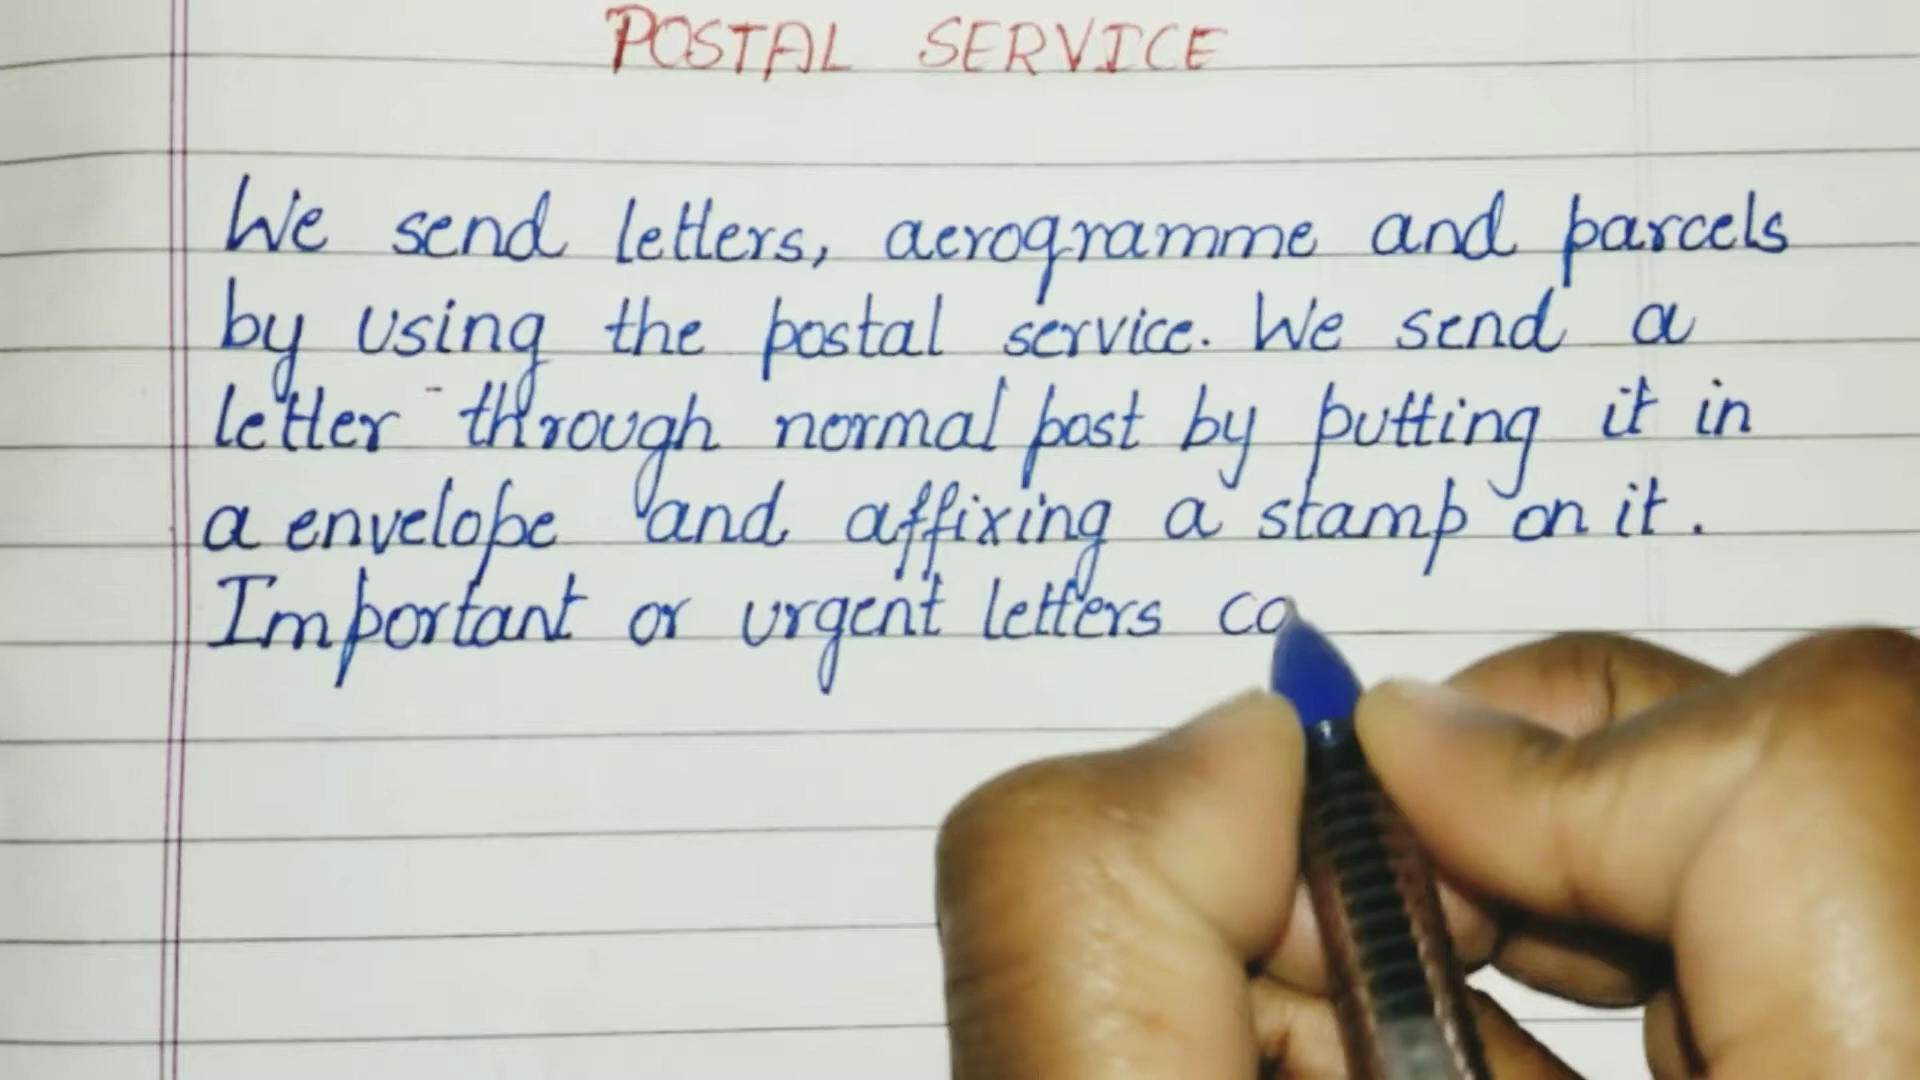 POSTAL SERVICE
We send letters, aerogramme and parcels
by using the postal service. We send a
letter through normal post by putting it in
a envelope and affixing a stamp on it.
Important or urgent letters